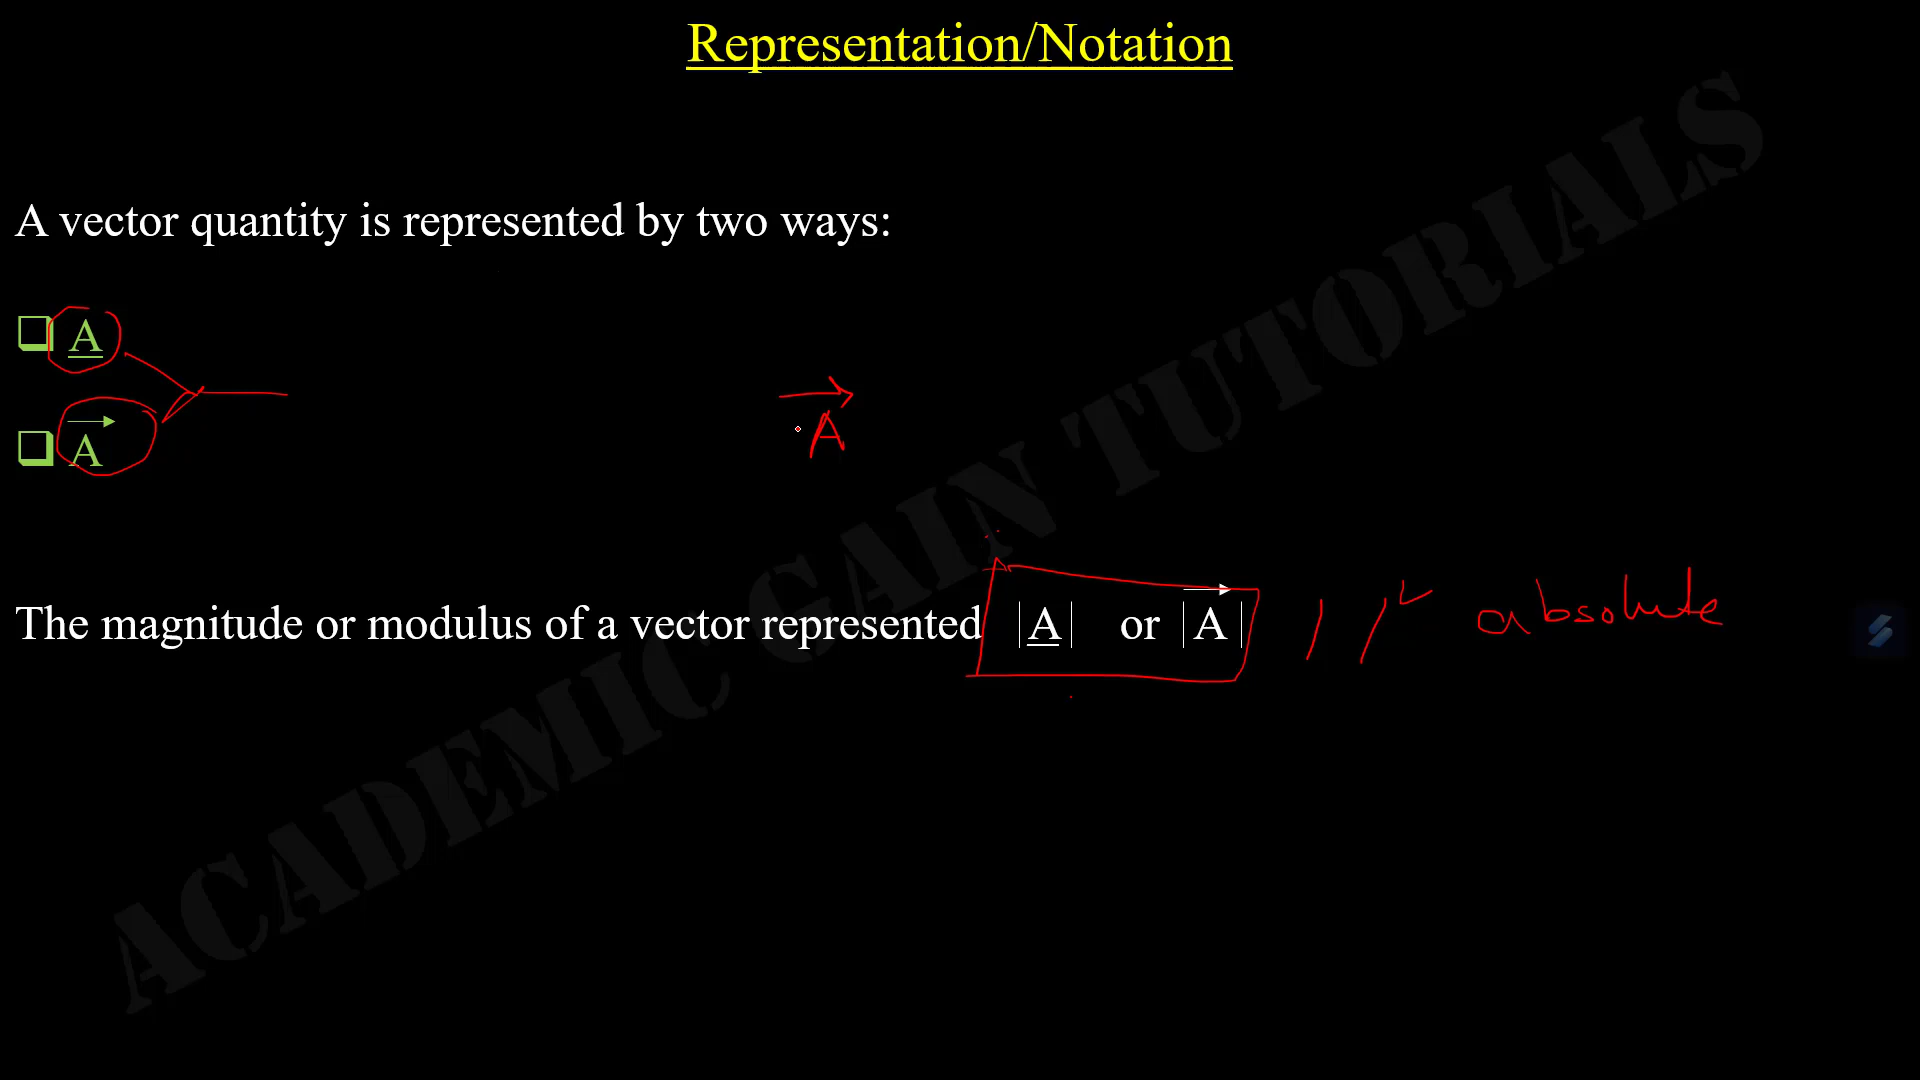 Representation/Notation
A vector quantity is represented by two ways:
❑ A̲
❑ A⃗
A⃗
The magnitude or modulus of a vector represented |A̲| or |A⃗| | | absolute
ACADEMIC GAIN TUTORIALS